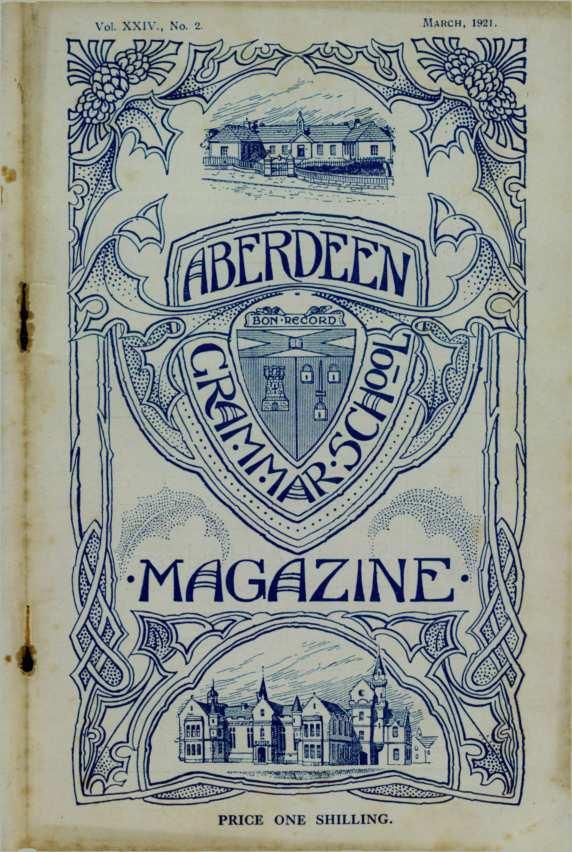 Vol. XXIV., No. 2.
MARCH, 1921.
ABERDEEN
BON·RECORD
GRAMMAR·SCHOOL
·MAGAZINE·
PRICE ONE SHILLING.